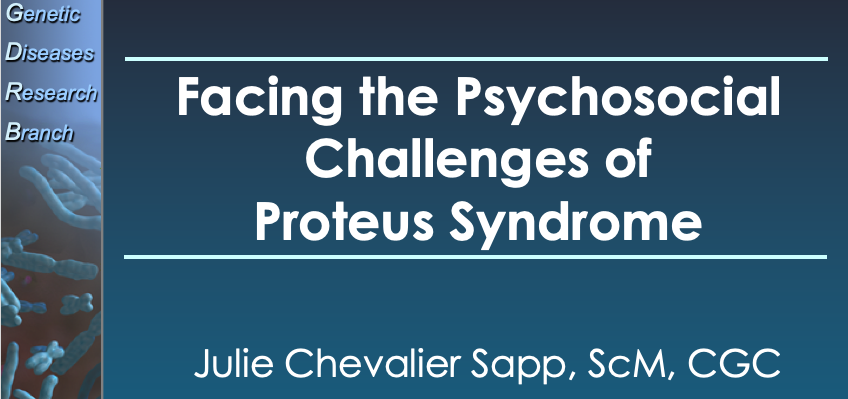 Genetic
Diseases
Research
Branch
Facing the Psychosocial
Challenges of
Proteus Syndrome
Julie Chevalier Sapp, ScM, CGC